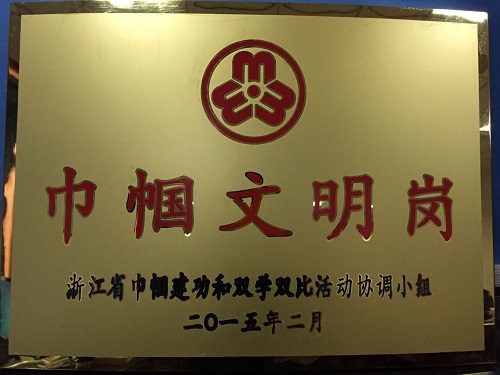 巾帼文明岗
浙江省巾帼建功和双学双比活动协调小组
二〇一五年二月